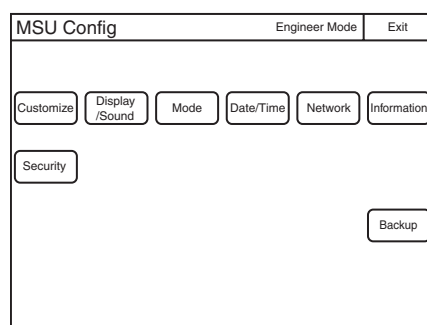 MSU Config Engineer Mode Exit
Customize Display /Sound Mode Date/Time Network Information
Security
Backup